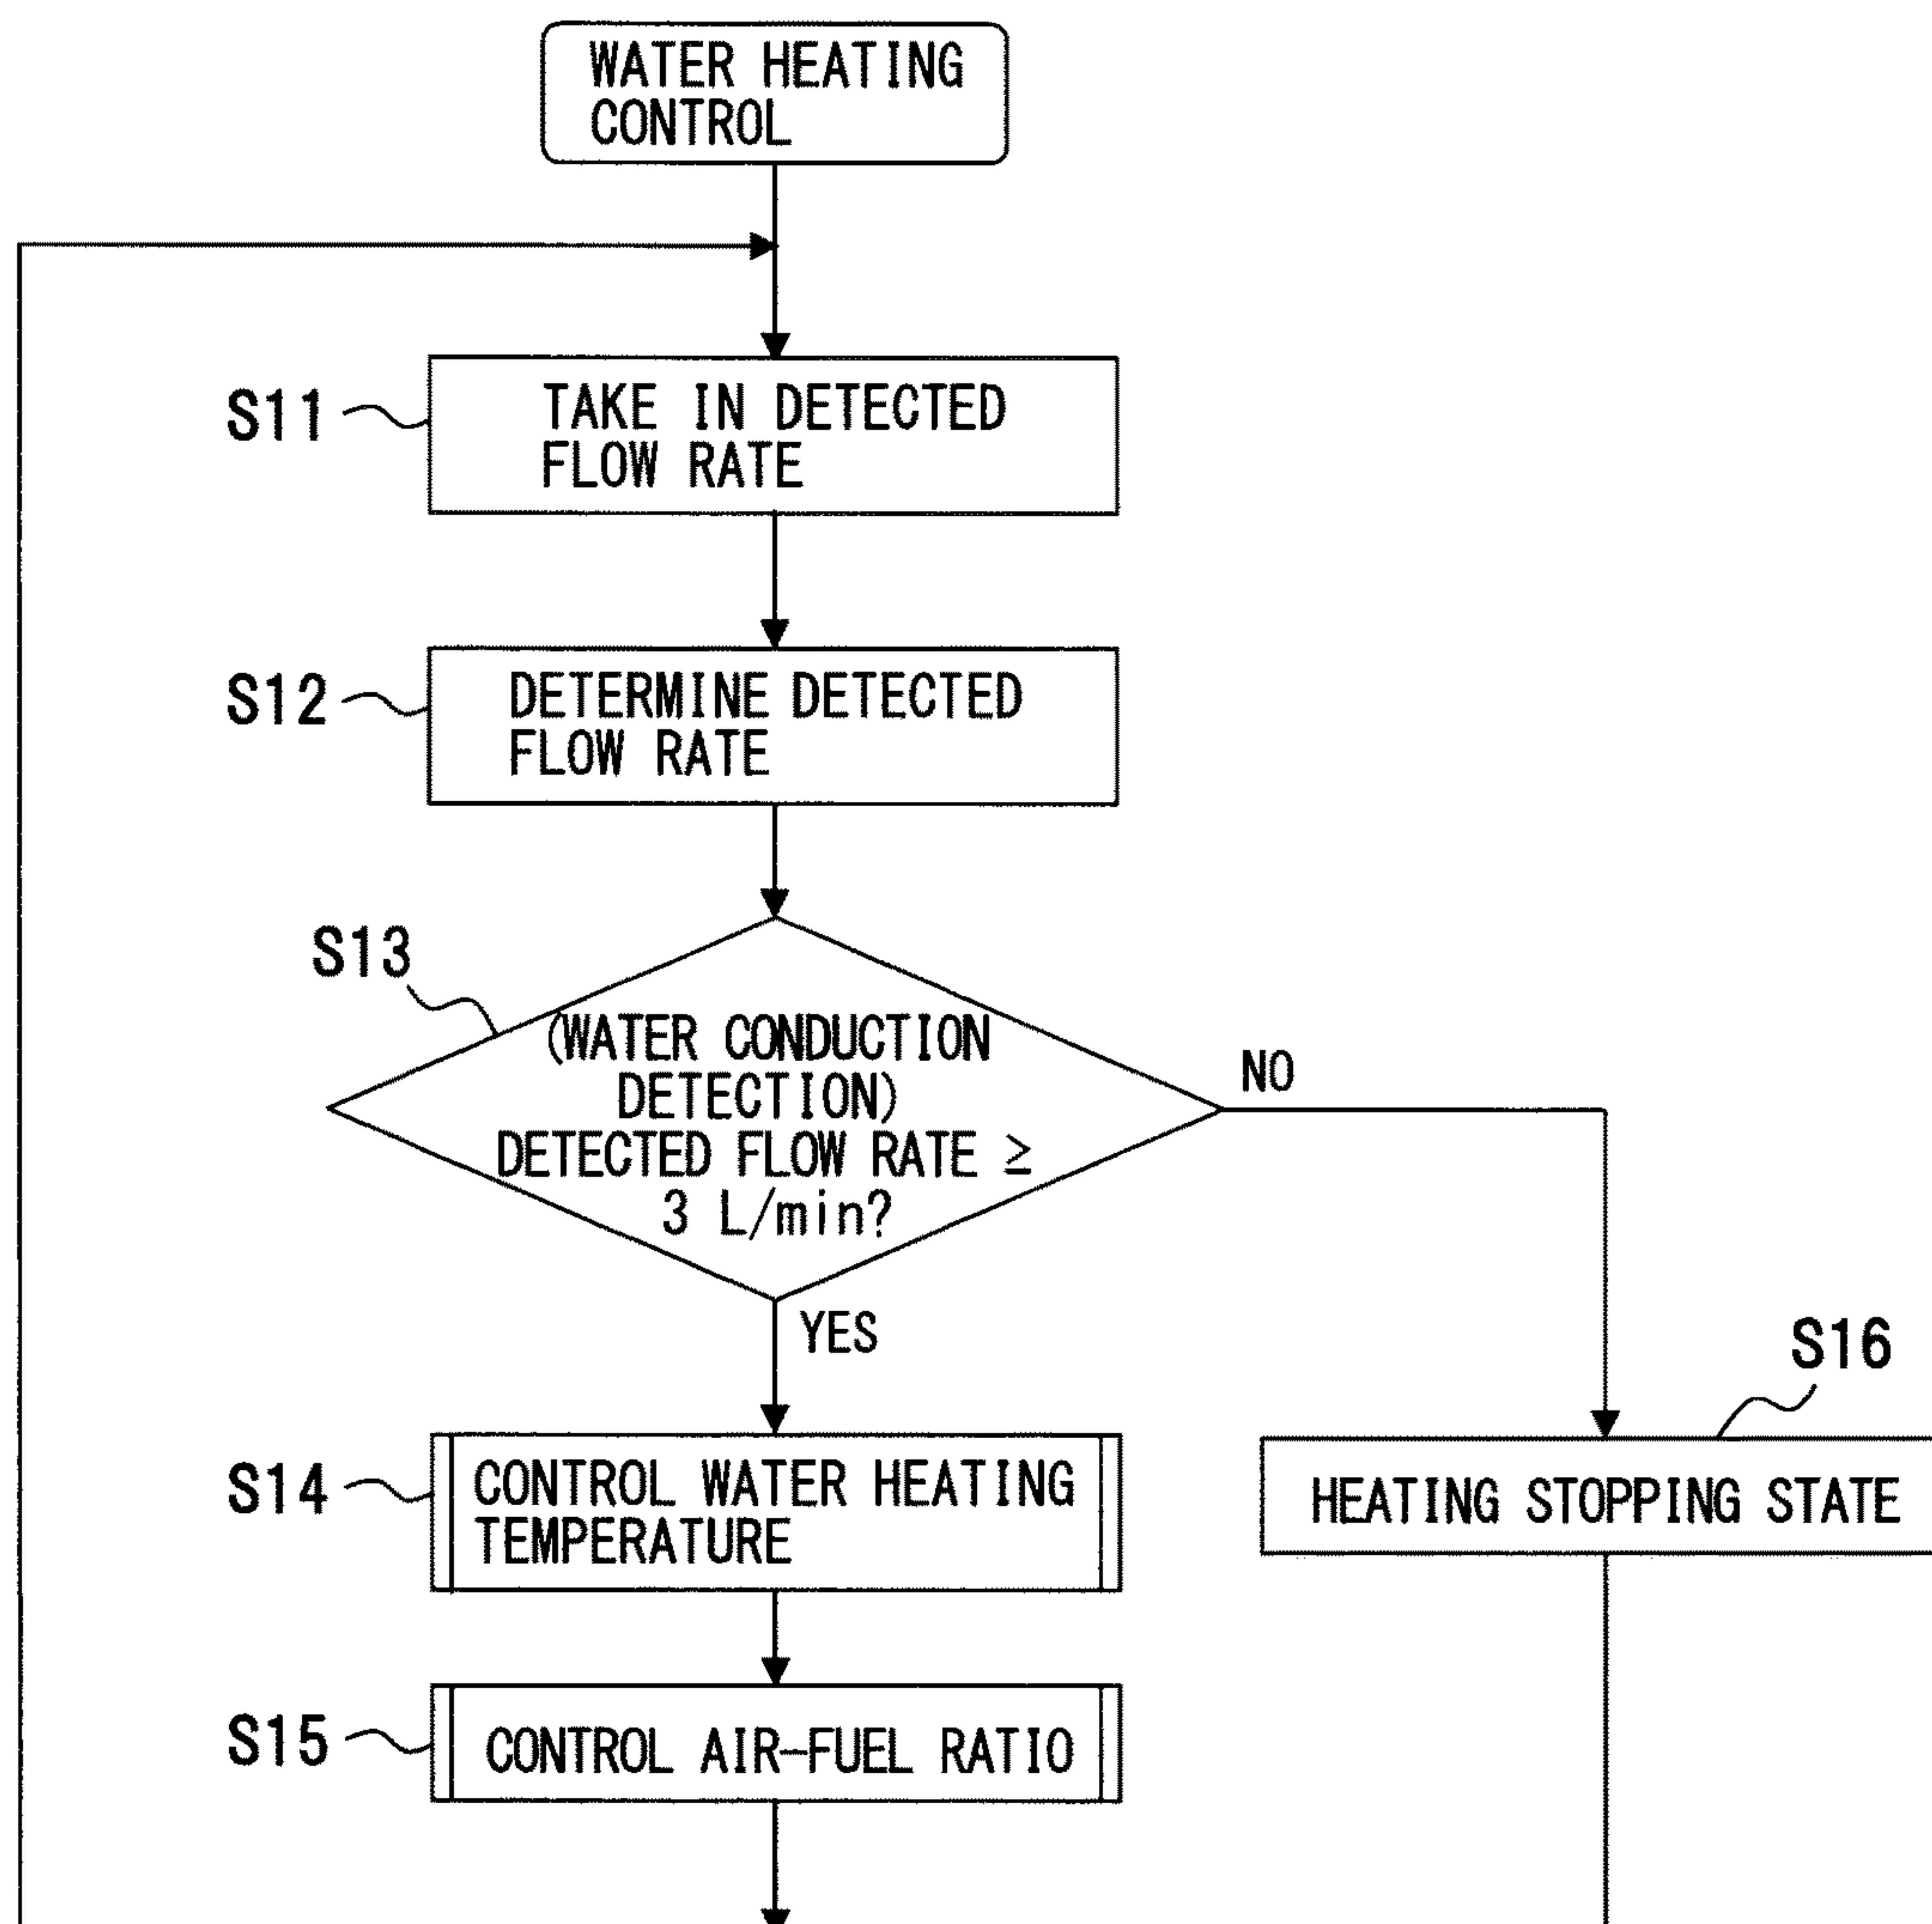 WATER HEATING
CONTROL
S11
TAKE IN DETECTED
FLOW RATE
S12
DETERMINE DETECTED
FLOW RATE
S13
(WATER CONDUCTION
DETECTION)
DETECTED FLOW RATE ≥
3 L/min?
NO
YES
S14
CONTROL WATER HEATING
TEMPERATURE
S16
HEATING STOPPING STATE
S15
CONTROL AIR-FUEL RATIO